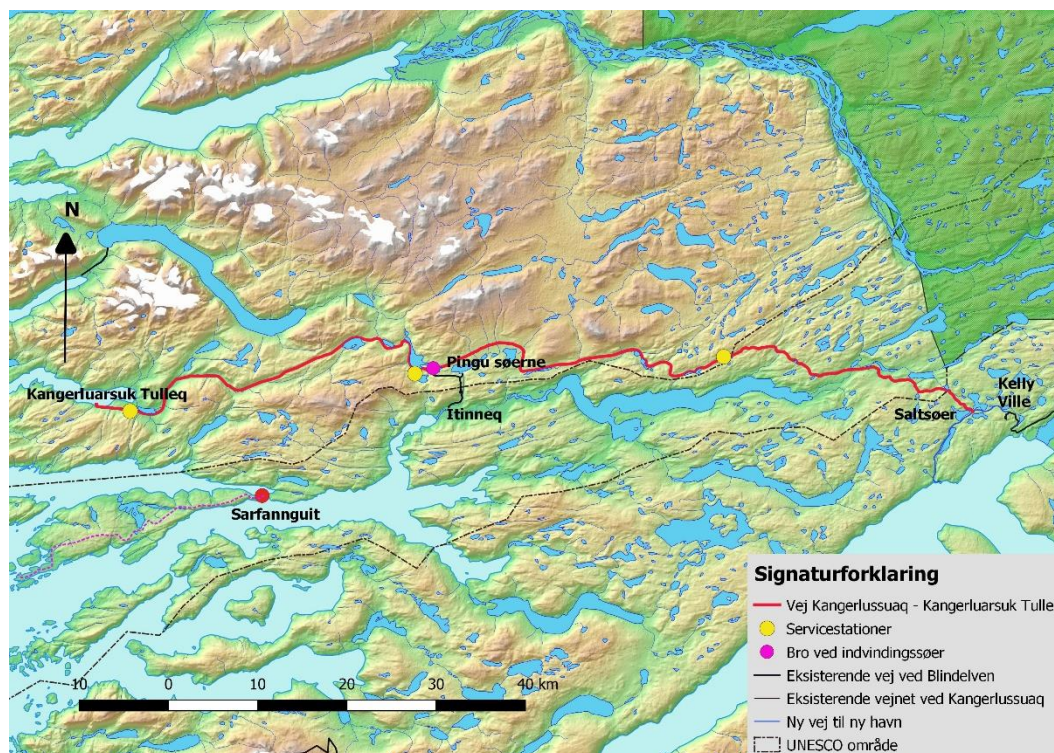 N
Pingu søerne
Kangerluarsuk Tulleq
Itinneq
Kelly
Ville
Saltsøer
Sarfannguit
10 0 10 20 30 40 km
Signaturforklaring
Vej Kangerlussuaq - Kangerluarsuk Tulle
Servicestationer
Bro ved indvindingssøer
Eksisterende vej ved Blindelven
Eksisterende vejnet ved Kangerlussuaq
Ny vej til ny havn
UNESCO område